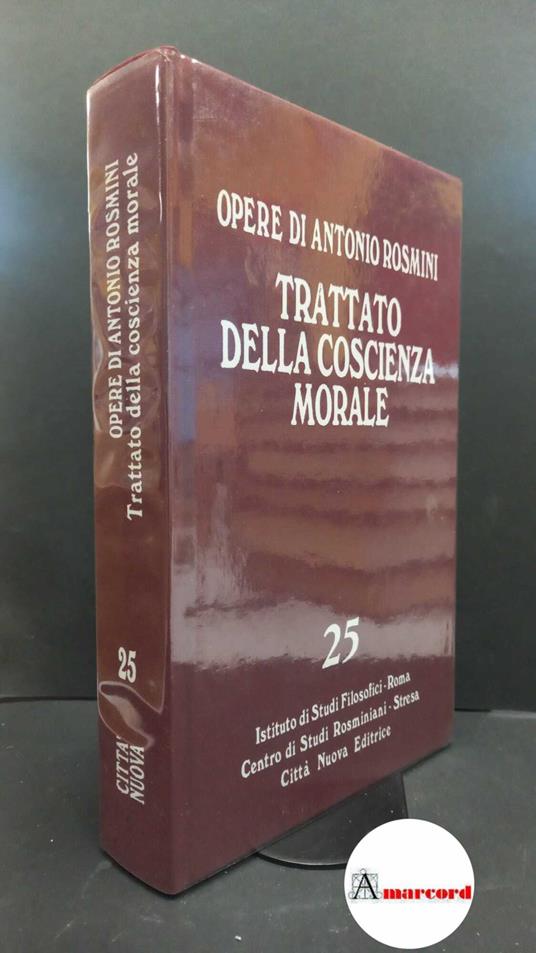 OPERE DI ANTONIO ROSMINI
Trattato della coscienza morale
25
CITTA'
NUOVA
OPERE DI ANTONIO ROSMINI
TRATTATO
DELLA COSCIENZA
MORALE
25
Istituto di Studi Filosofici - Roma
Centro di Studi Rosminiani - Stresa
Città Nuova Editrice
Amarcord